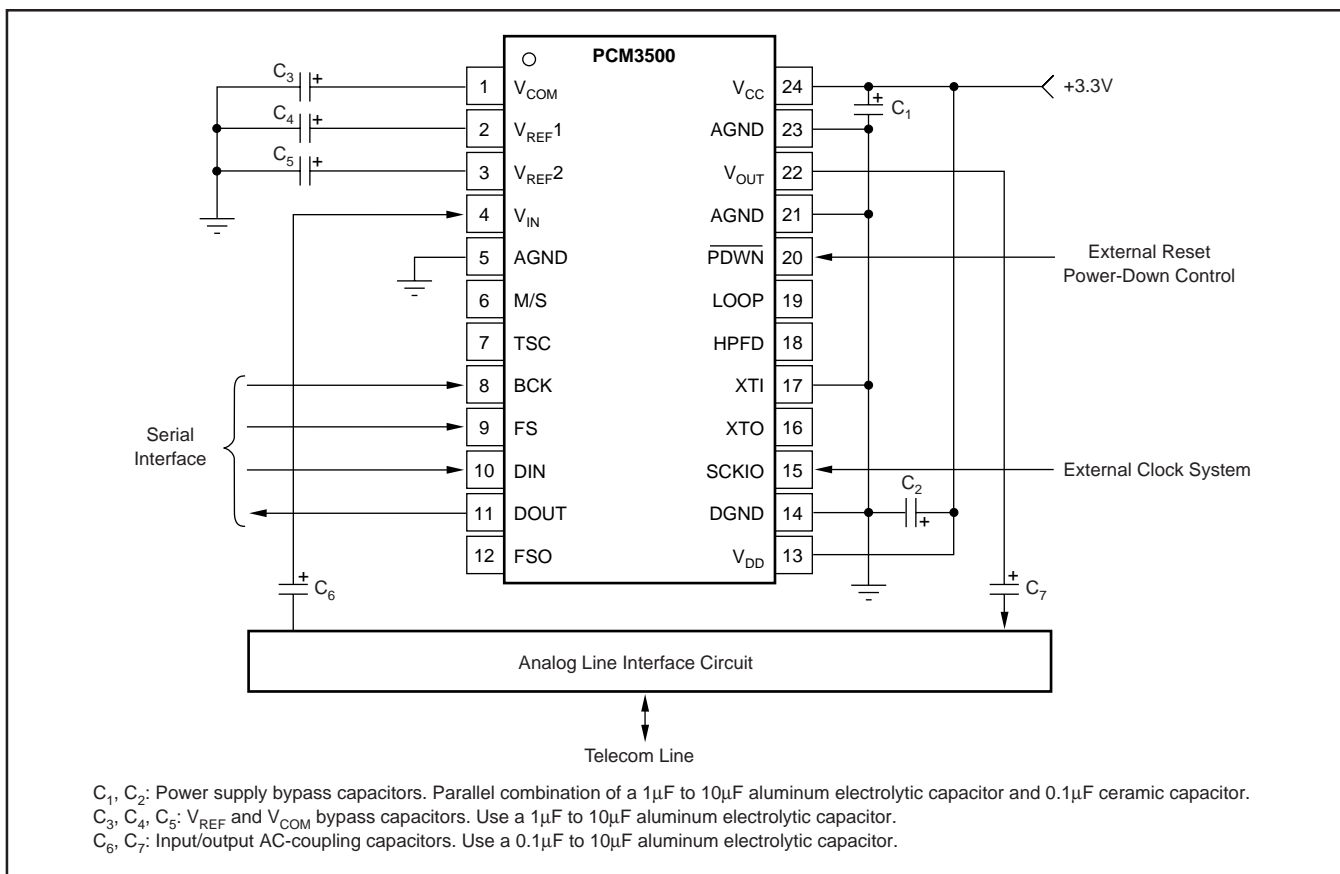 PCM3500
C3 +
C4 +
C5 +
1 VCOM
2 VREF1
3 VREF2
4 VIN
5 AGND
6 M/S
7 TSC
8 BCK
9 FS
10 DIN
11 DOUT
12 FSO
Serial
Interface
+ C6
VCC 24
AGND 23
VOUT 22
AGND 21
PDWN 20
LOOP 19
HPFD 18
XTI 17
XTO 16
SCKIO 15
DGND 14
VDD 13
+ C1
+3.3V
External Reset
Power-Down Control
External Clock System
C2 +
+ C7
Analog Line Interface Circuit
Telecom Line
C1, C2: Power supply bypass capacitors. Parallel combination of a 1µF to 10µF aluminum electrolytic capacitor and 0.1µF ceramic capacitor.
C3, C4, C5: VREF and VCOM bypass capacitors. Use a 1µF to 10µF aluminum electrolytic capacitor.
C6, C7: Input/output AC-coupling capacitors. Use a 0.1µF to 10µF aluminum electrolytic capacitor.